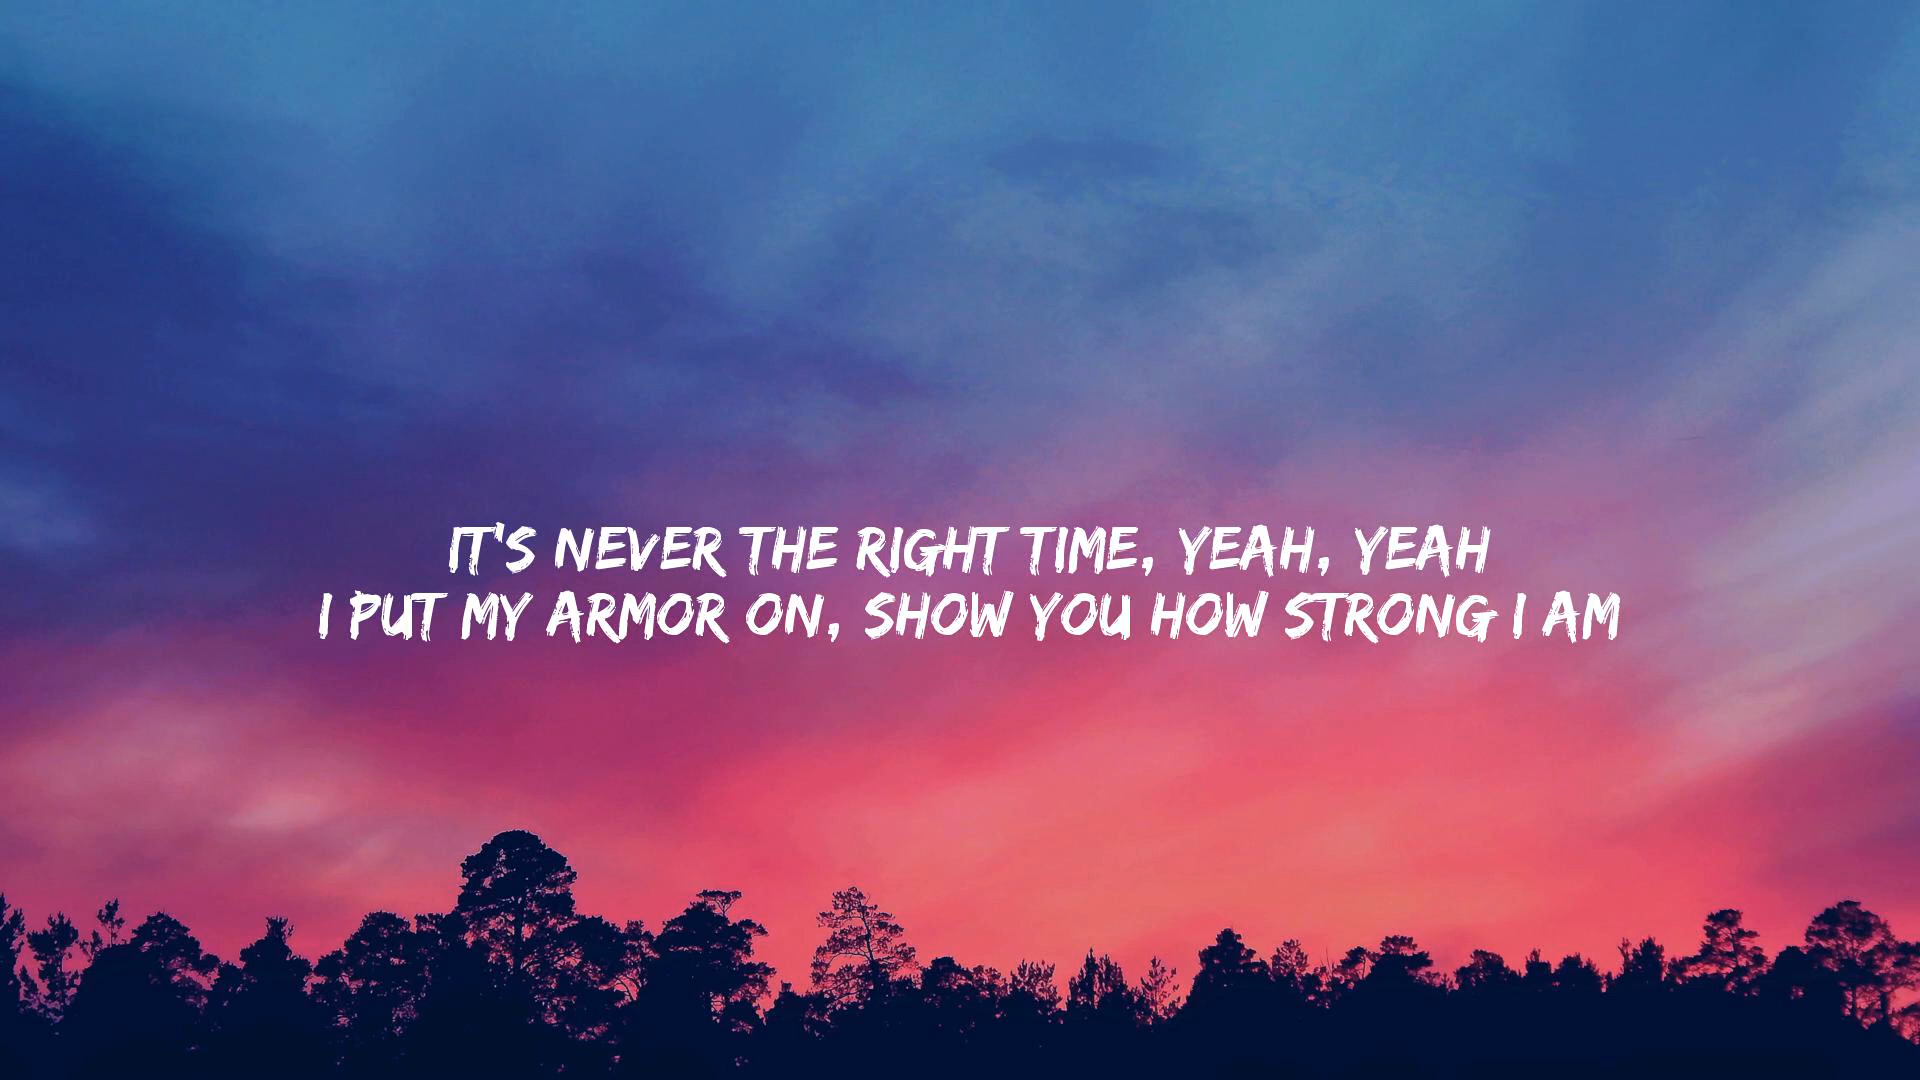 IT'S NEVER THE RIGHT TIME, YEAH, YEAH
I PUT MY ARMOR ON, SHOW YOU HOW STRONG I AM